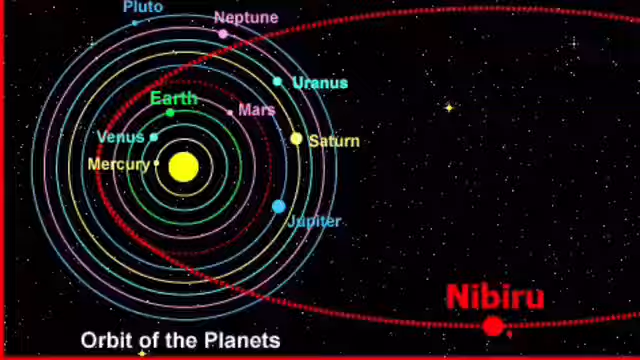 Pluto
Neptune
Uranus
Earth
Mars
Venus
Saturn
Mercury
Jupiter
Nibiru
Orbit of the Planets